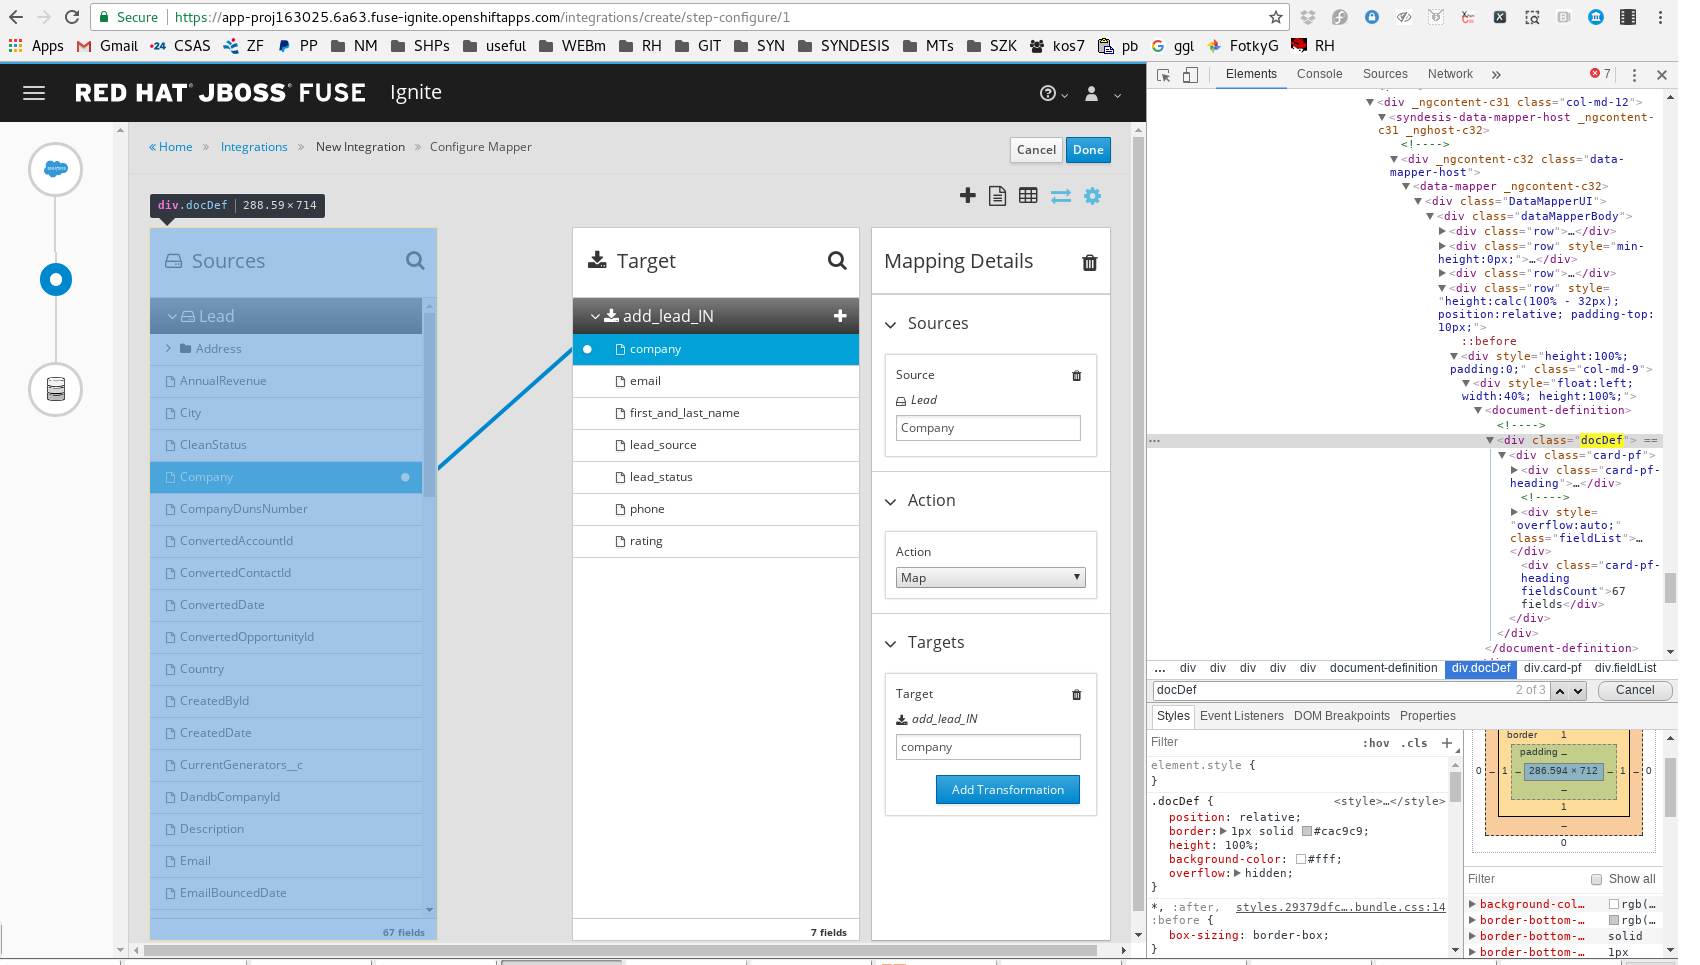 Secure | https://app-proj163025.6a63.fuse-ignite.openshiftapps.com/integrations/create/step-configure/1
Apps Gmail CSAS ZF PP NM SHPs useful WEBm RH GIT SYN SYNDESIS MTs SZK kos7 pb ggl FotkyG RH
RED HAT JBOSS FUSE Ignite
« Home » Integrations » New Integration » Configure Mapper
Cancel Done
div.docDef | 288.59×714
Sources
Lead
Address
AnnualRevenue
City
CleanStatus
Company
CompanyDunsNumber
ConvertedAccountId
ConvertedContactId
ConvertedDate
ConvertedOpportunityId
Country
CreatedById
CreatedDate
CurrentGenerators__c
DandbCompanyId
Description
Email
EmailBouncedDate
67 fields
Target
add_lead_IN
company
email
first_and_last_name
lead_source
lead_status
phone
rating
7 fields
Mapping Details
Sources
Source
Lead
Company
Action
Action
Map
Targets
Target
add_lead_IN
company
Add Transformation
Elements Console Sources Network » 7
<div _ngcontent-c31 class="col-md-12">
<syndesis-data-mapper-host _ngcontent-
c31 _nghost-c32>
<!---->
<div _ngcontent-c32 class="data-
mapper-host">
<data-mapper _ngcontent-c32>
<div class="DataMapperUI">
<div class="dataMapperBody">
<div class="row">…</div>
<div class="row" style="min-
height:0px;">…</div>
<div class="row">…</div>
<div class="row" style=
"height:calc(100% - 32px);
position:relative; padding-top:
10px;">
::before
<div style="height:100%;
padding:0;" class="col-md-9">
<div style="float:left;
width:40%; height:100%;">
<document-definition>
<!---->
<div class="docDef"> ==
<div class="card-pf">
<div class="card-pf-
heading">…</div>
<!---->
<div style=
"overflow:auto;"
class="fieldList">…
</div>
<div class="card-pf-
heading
fieldsCount">67
fields</div>
</div>
</div>
</document-definition>
... div div div div div document-definition div.docDef div.card-pf div.fieldList
docDef 2 of 3 Cancel
Styles Event Listeners DOM Breakpoints Properties
Filter :hov .cls +
element.style {
}
.docDef { <style>…</style>
position: relative;
border: 1px solid #cac9c9;
height: 100%;
background-color: #fff;
overflow: hidden;
}
*, :after, styles.29379dfc….bundle.css:14
:before {
box-sizing: border-box;
}
border 1
padding –
0 – 1 – 286.594 × 712 – 1 – 0
–
1
–
0
Filter Show all
background-col… rgb(…
border-bottom-… rgb(…
border-bottom-… solid
border-bottom-… 1px